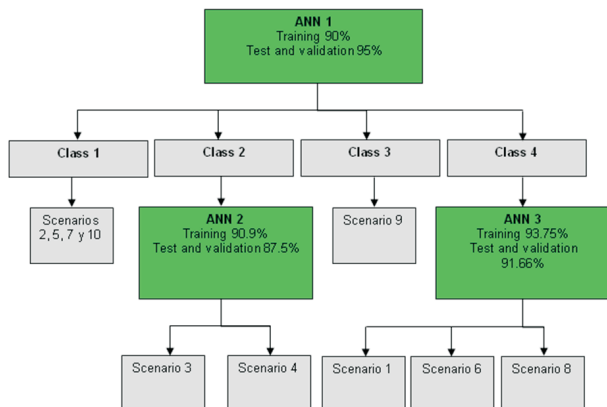 ANN 1
Training 90%
Test and validation 95%
Class 1
Class 2
Class 3
Class 4
Scenarios
2, 5, 7 y 10
ANN 2
Training 90.9%
Test and validation 87.5%
Scenario 9
ANN 3
Training 93.75%
Test and validation
91.66%
Scenario 3
Scenario 4
Scenario 1
Scenario 6
Scenario 8